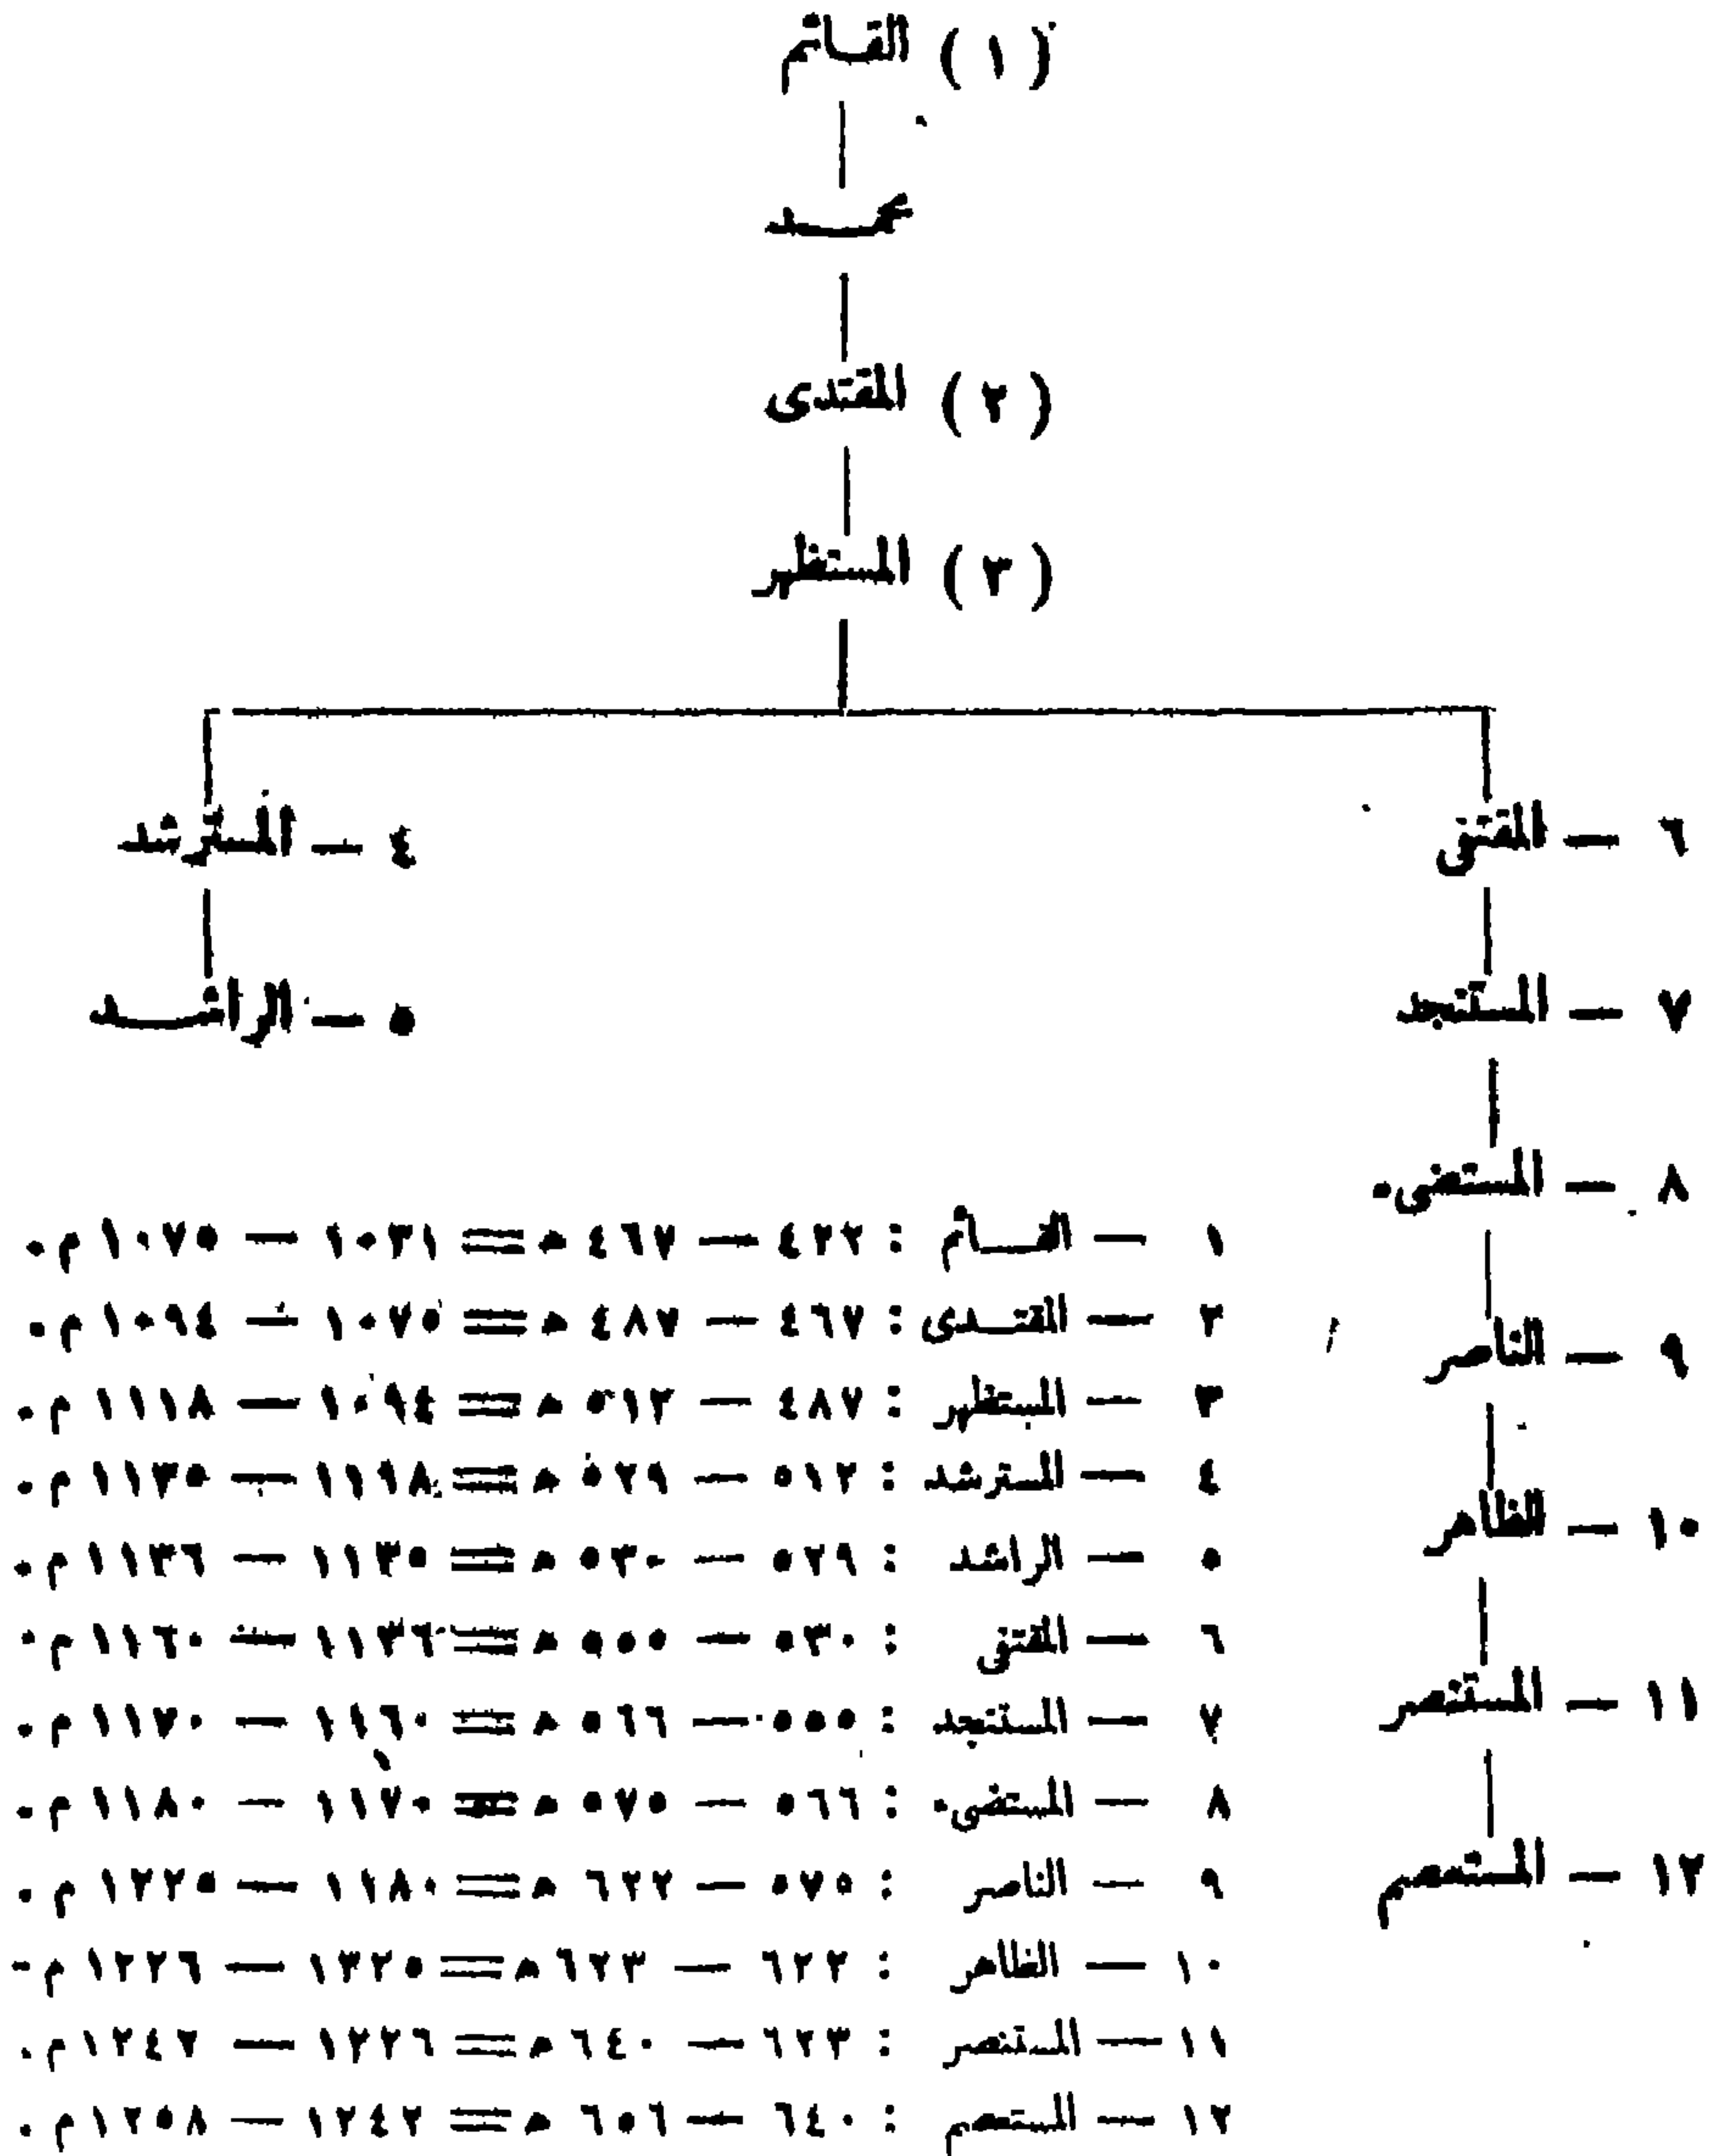 ( ١ ) القائم
محمد
( ٢ ) المقتدى
( ٣ ) المستظهر
٦ — المقتفى
٤ — المسترشد
٧ — المستنجد
٥ — الراشد
٨ — المستضىء
٩ — الناصر
١٠ — الظاهر
١١ — المستنصر
١٢ — المستعصم
١ — القائم : ٤٢٢ — ٤٦٧ هـ = ١٠٣١ — ١٠٧٥ م .
٢ — المقتدى : ٤٦٧ — ٤٨٧ هـ = ١٠٧٥ — ١٠٩٤ م .
٣ — المستظهر : ٤٨٧ — ٥١٢ هـ = ١٠٩٤ — ١١١٨ م .
٤ — المسترشد : ٥١٢ — ٥٢٩ هـ = ١١١٨ — ١١٣٥ م .
٥ — الراشد : ٥٢٩ — ٥٣٠ هـ = ١١٣٥ — ١١٣٦ م .
٦ — المقتفى : ٥٣٠ — ٥٥٥ هـ = ١١٣٦ — ١١٦٠ م .
٧ — المستنجد : ٥٥٥ — ٥٦٦ هـ = ١١٦٠ — ١١٧٠ م .
٨ — المستضىء : ٥٦٦ — ٥٧٥ هـ = ١١٧٠ — ١١٨٠ م .
٩ — الناصر : ٥٧٥ — ٦٢٢ هـ = ١١٨٠ — ١٢٢٥ م .
١٠ — الظاهر : ٦٢٢ — ٦٢٣ هـ = ١٢٢٥ — ١٢٢٦ م .
١١ — المستنصر : ٦٢٣ — ٦٤٠ هـ = ١٢٢٦ — ١٢٤٢ م .
١٢ — المستعصم : ٦٤٠ — ٦٥٦ هـ = ١٢٤٢ — ١٢٥٨ م .